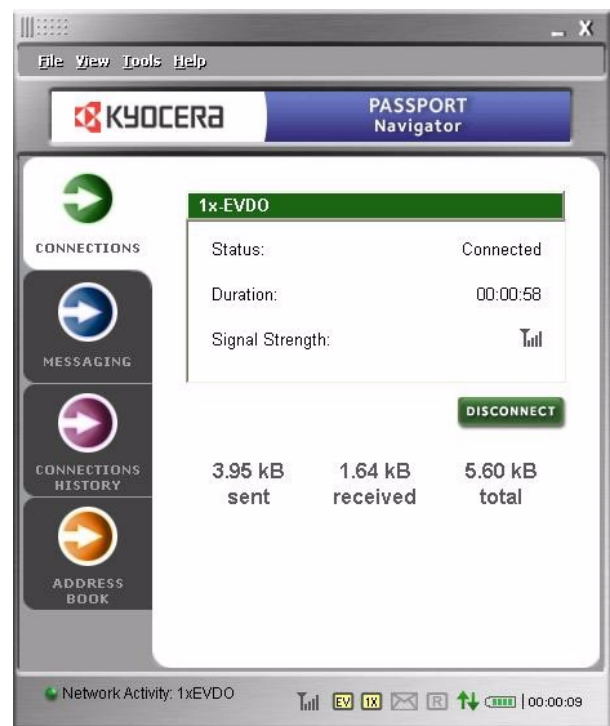 X
File View Tools Help
KYOCERA
PASSPORT
Navigator
CONNECTIONS
MESSAGING
CONNECTIONS
HISTORY
ADDRESS
BOOK
1x-EVDO
Status: Connected
Duration: 00:00:58
Signal Strength:
DISCONNECT
3.95 kB 1.64 kB 5.60 kB
sent received total
Network Activity: 1xEVDO EV 1X R 00:00:09